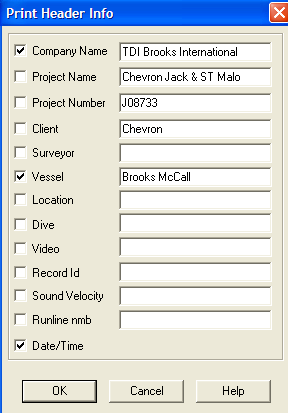 Print Header Info
Company Name TDI Brooks International
Project Name Chevron Jack & ST Malo
Project Number J08733
Client Chevron
Surveyor
Vessel Brooks McCall
Location
Dive
Video
Record Id
Sound Velocity
Runline nmb
Date/Time
OK Cancel Help